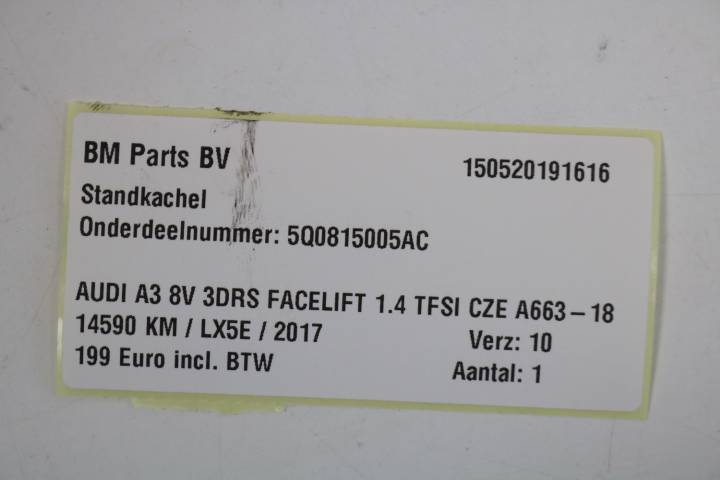 BM Parts BV 150520191616
Standkachel
Onderdeelnummer: 5Q0815005AC
AUDI A3 8V 3DRS FACELIFT 1.4 TFSI CZE A663-18
14590 KM / LX5E / 2017 Verz: 10
199 Euro incl. BTW Aantal: 1